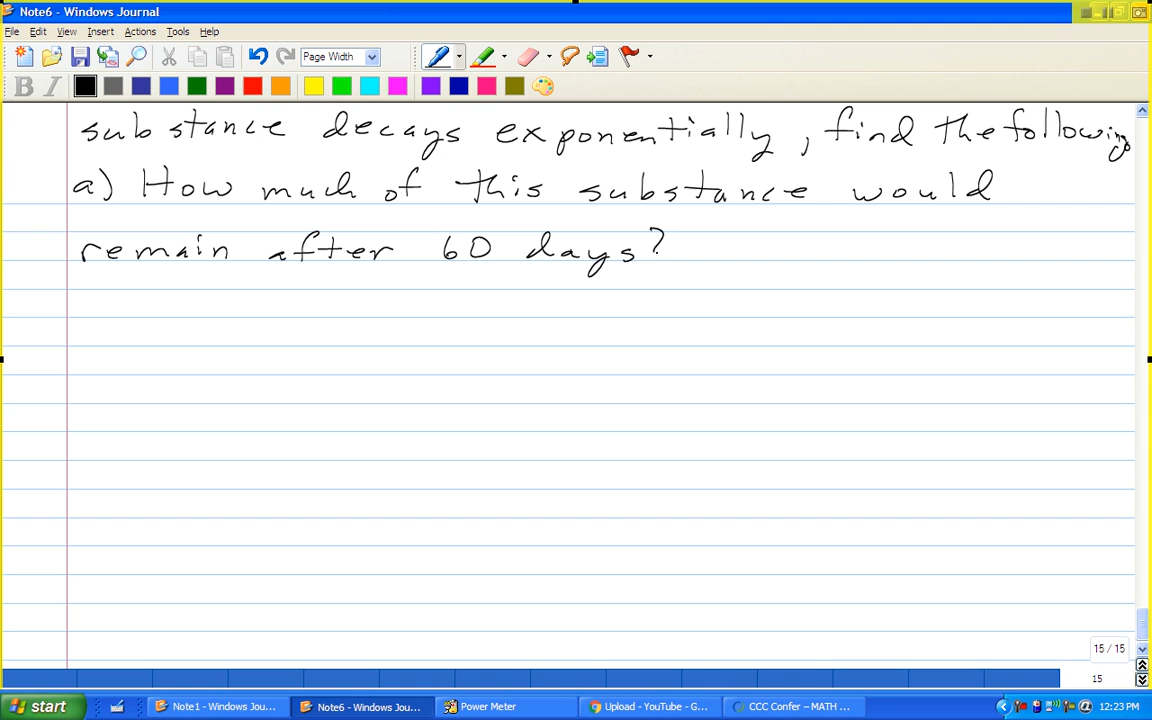 Note6 - Windows Journal
File Edit View Insert Actions Tools Help
Page Width
B I
substance decays exponentially, find the following
a) How much of this substance would
remain after 60 days?
15 / 15
15
start Note1 - Windows Jou... Note6 - Windows Jou... Power Meter Upload - YouTube - G... CCC Confer -- MATH ... 12:23 PM